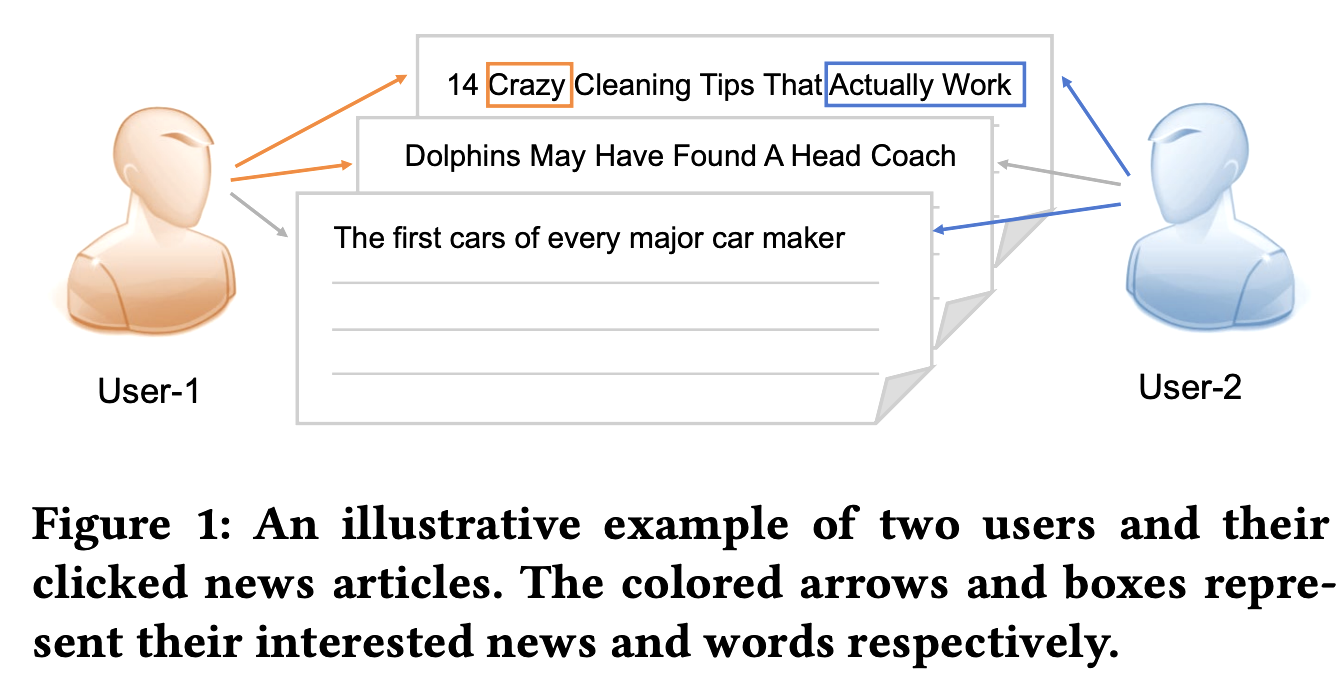 14 Crazy Cleaning Tips That Actually Work
Dolphins May Have Found A Head Coach
The first cars of every major car maker
User-1
User-2
Figure 1: An illustrative example of two users and their
clicked news articles. The colored arrows and boxes repre-
sent their interested news and words respectively.